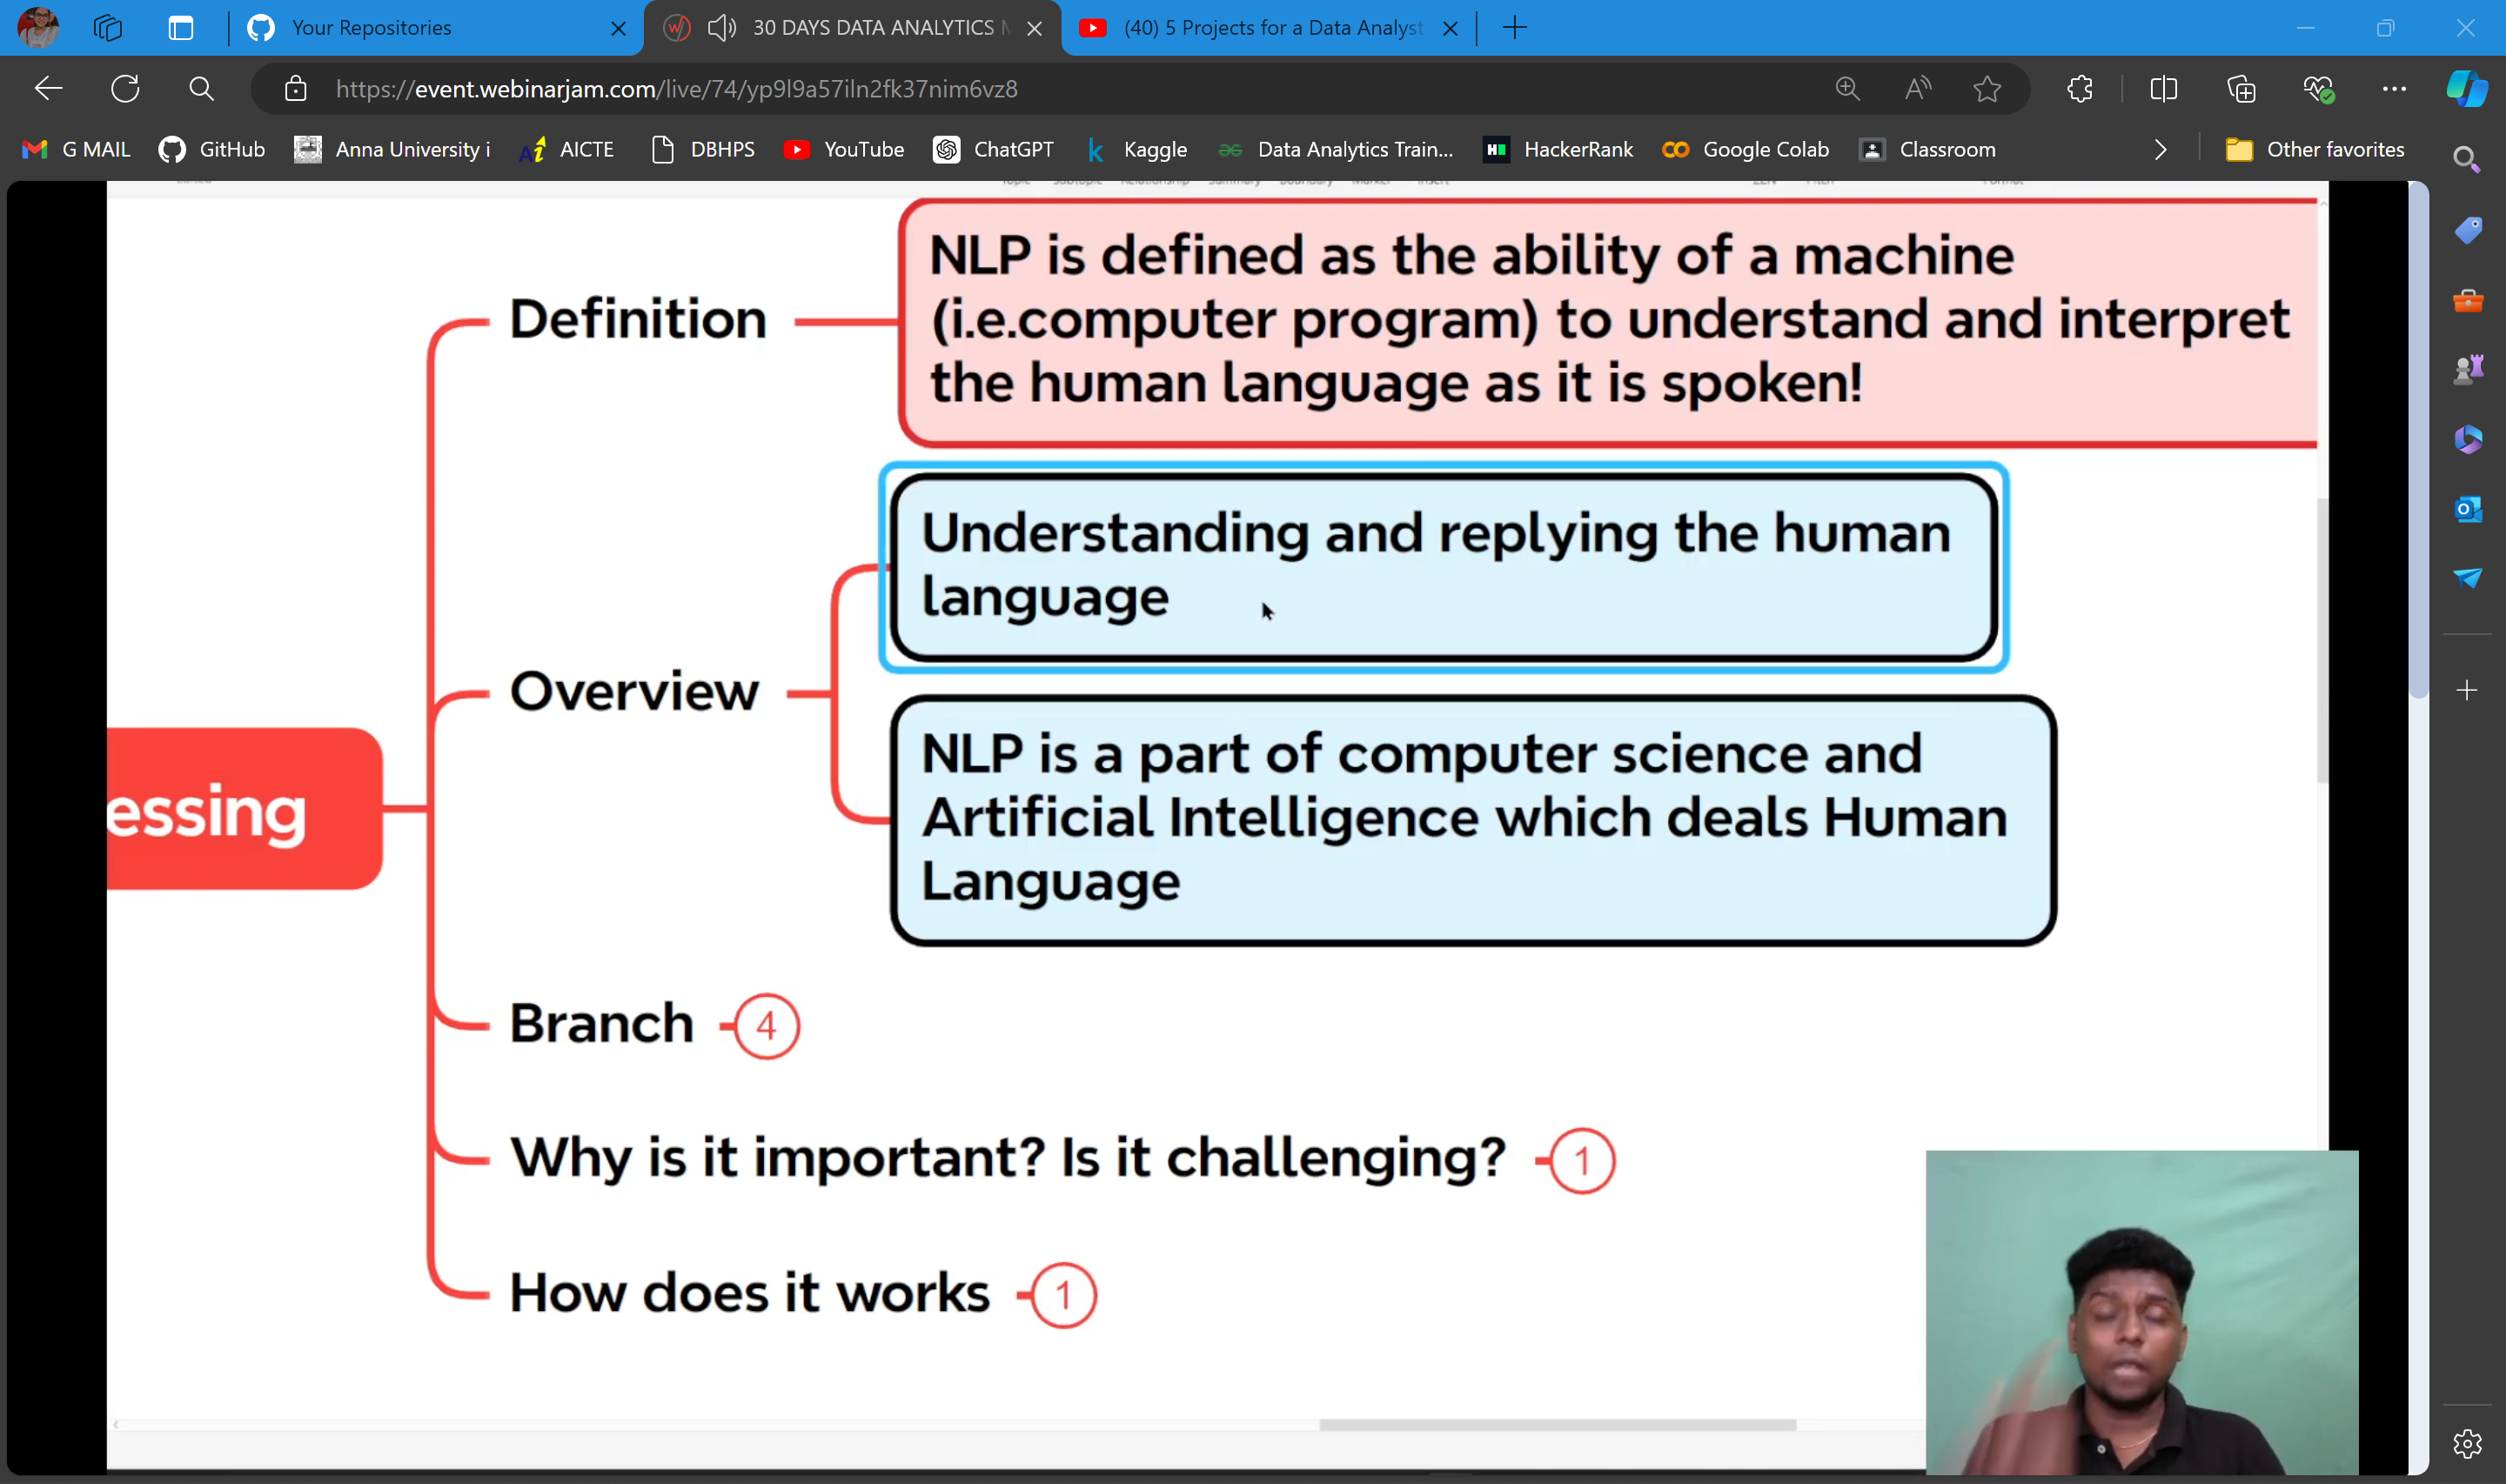 Your Repositories
30 DAYS DATA ANALYTICS
(40) 5 Projects for a Data Analyst
https://event.webinarjam.com/live/74/yp9l9a57iln2fk37nim6vz8
G MAIL
GitHub
Anna University i
AICTE
DBHPS
YouTube
ChatGPT
Kaggle
Data Analytics Train...
HackerRank
Google Colab
Classroom
Other favorites
NLP is defined as the ability of a machine
(i.e.computer program) to understand and interpret
the human language as it is spoken!
Definition
Understanding and replying the human
language
Overview
NLP is a part of computer science and
Artificial Intelligence which deals Human
Language
essing
Branch 4
Why is it important? Is it challenging? 1
How does it works 1